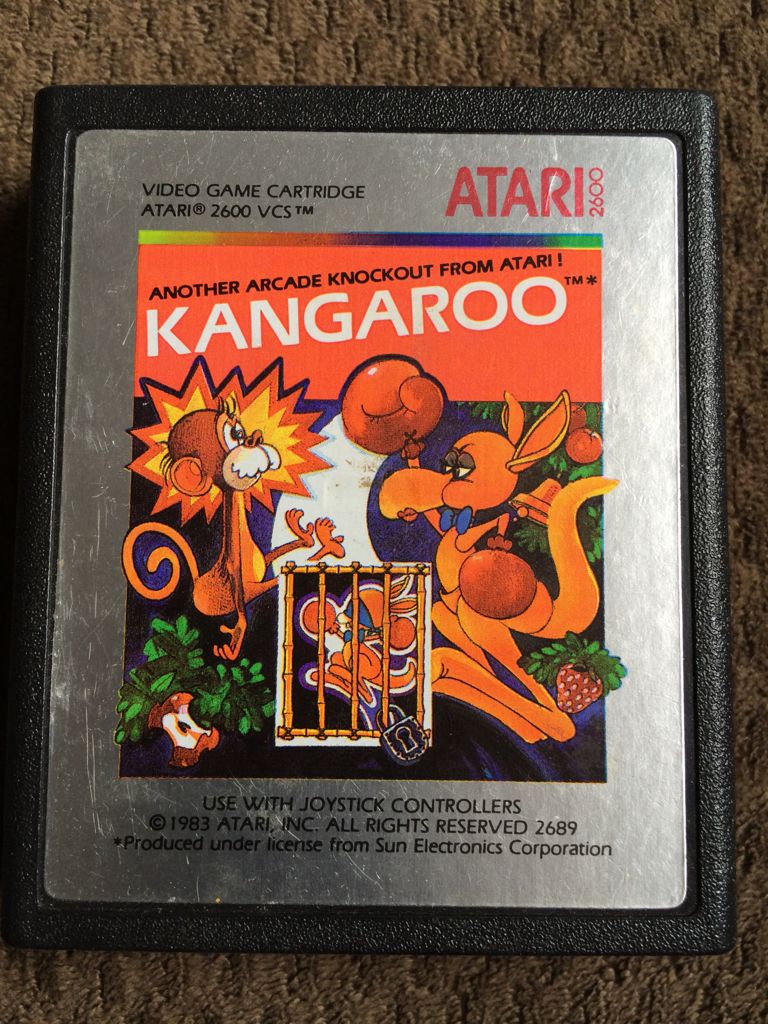 VIDEO GAME CARTRIDGE
ATARI® 2600 VCS™
ATARI 2600
ANOTHER ARCADE KNOCKOUT FROM ATARI!
KANGAROO™*
USE WITH JOYSTICK CONTROLLERS
© 1983 ATARI, INC. ALL RIGHTS RESERVED 2689
*Produced under license from Sun Electronics Corporation